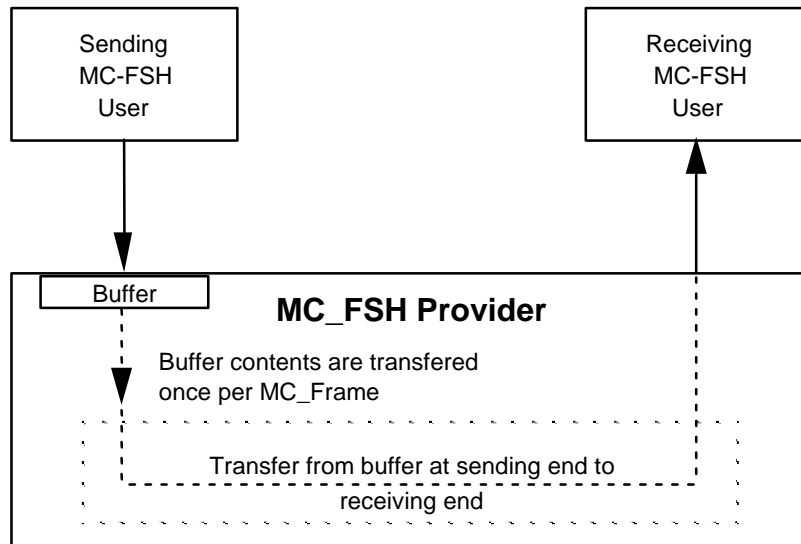 Sending
MC-FSH
User
Receiving
MC-FSH
User
Buffer
MC_FSH Provider
Buffer contents are transfered
once per MC_Frame
Transfer from buffer at sending end to
receiving end